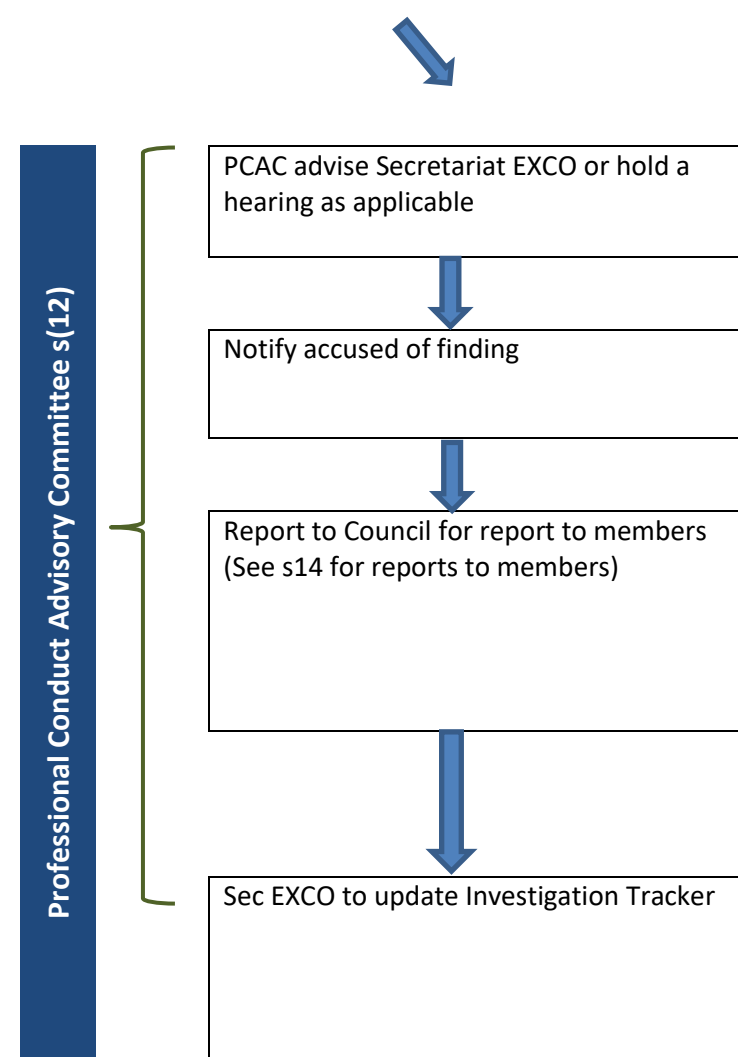 Professional Conduct Advisory Committee s(12)
PCAC advise Secretariat EXCO or hold a
hearing as applicable
Notify accused of finding
Report to Council for report to members
(See s14 for reports to members)
Sec EXCO to update Investigation Tracker